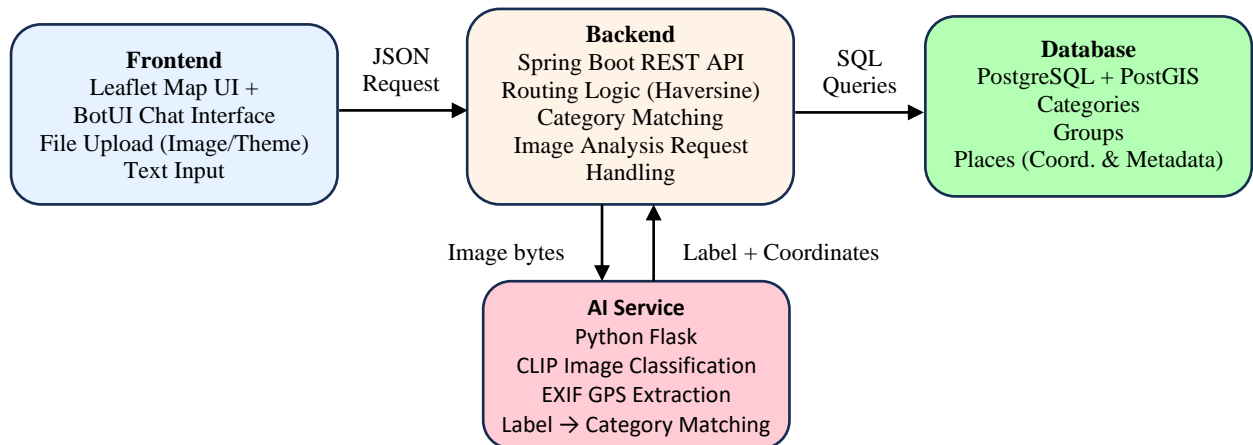 Frontend
Leaflet Map UI +
BotUI Chat Interface
File Upload (Image/Theme)
Text Input
JSON
Request
Backend
Spring Boot REST API
Routing Logic (Haversine)
Category Matching
Image Analysis Request
Handling
SQL
Queries
Database
PostgreSQL + PostGIS
Categories
Groups
Places (Coord. & Metadata)
Image bytes
Label + Coordinates
AI Service
Python Flask
CLIP Image Classification
EXIF GPS Extraction
Label → Category Matching